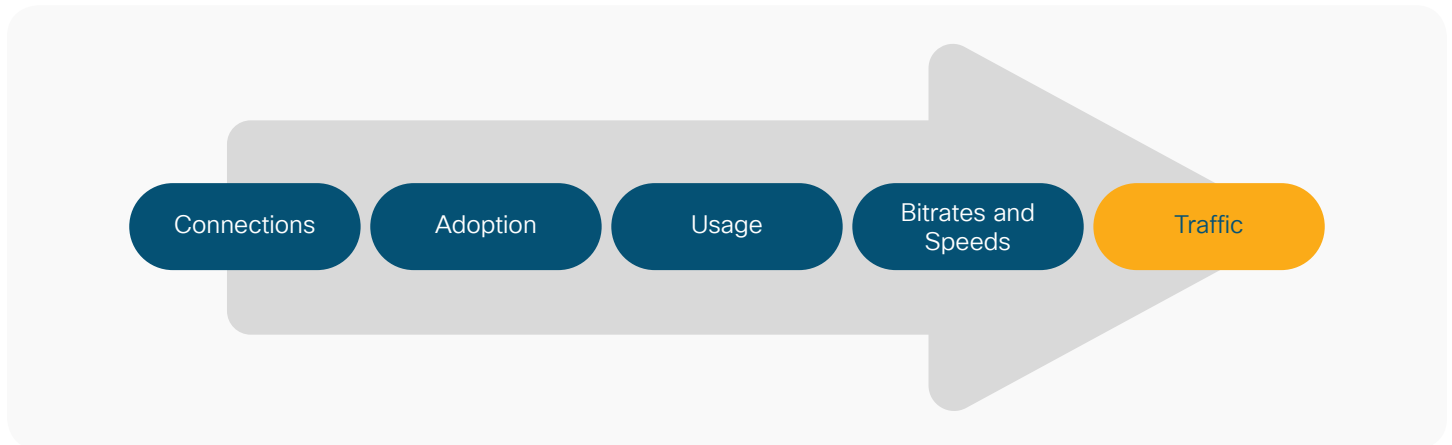 Connections
Adoption
Usage
Bitrates and
Speeds
Traffic